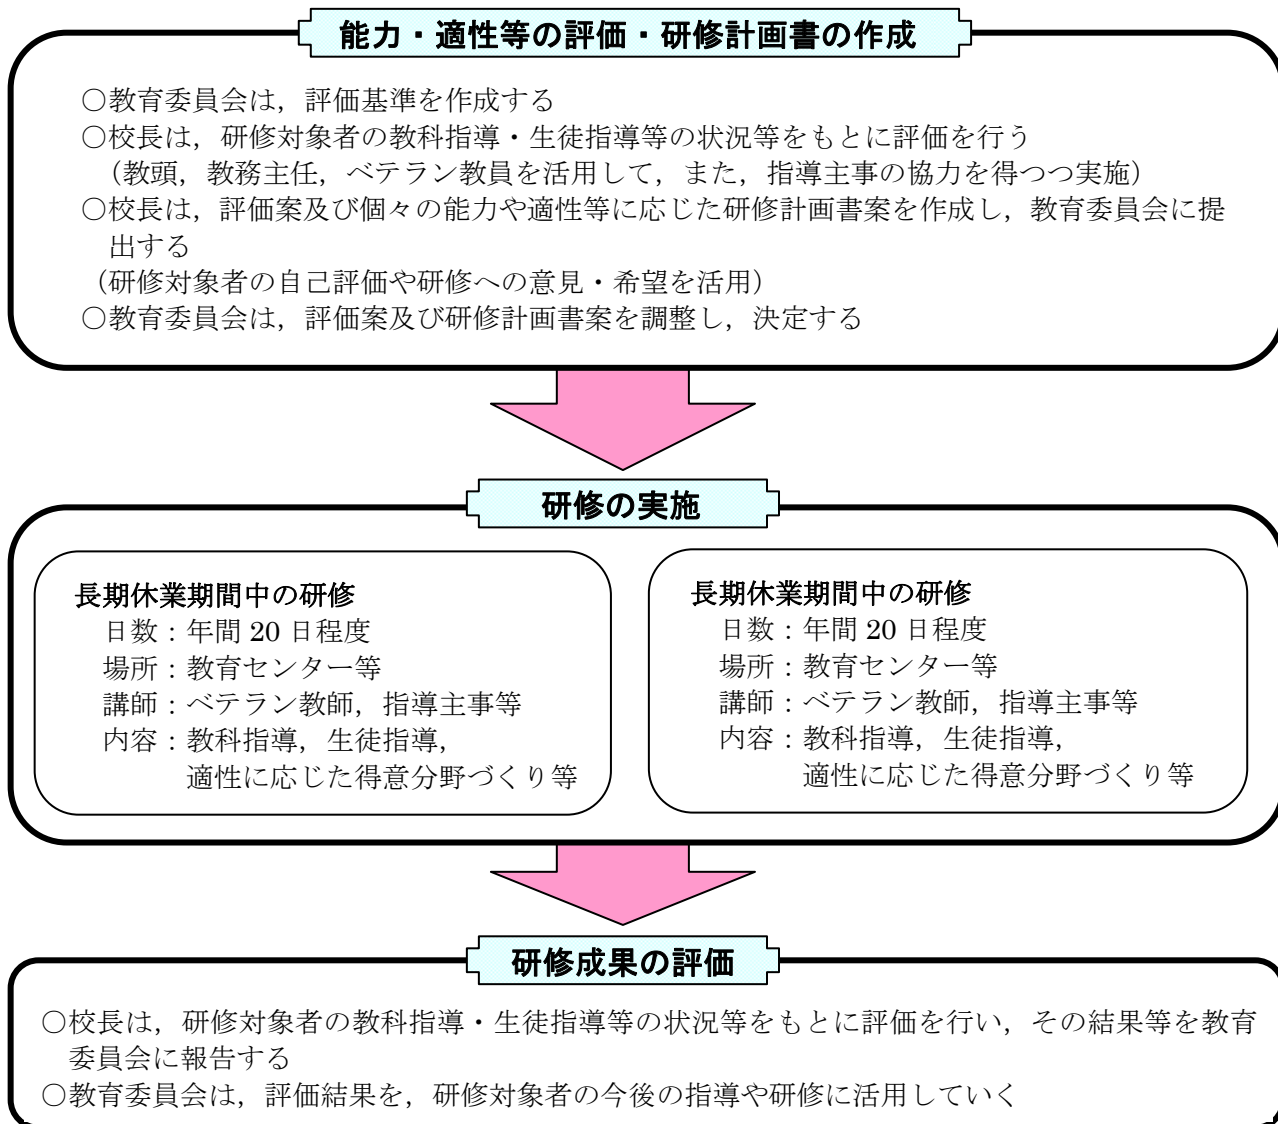 能力・適性等の評価・研修計画書の作成
○教育委員会は，評価基準を作成する
○校長は，研修対象者の教科指導・生徒指導等の状況等をもとに評価を行う
（教頭，教務主任，ベテラン教員を活用して，また，指導主事の協力を得つつ実施）
○校長は，評価案及び個々の能力や適性等に応じた研修計画書案を作成し，教育委員会に提
出する
（研修対象者の自己評価や研修への意見・希望を活用）
○教育委員会は，評価案及び研修計画書案を調整し，決定する
研修の実施
長期休業期間中の研修
日数：年間 20 日程度
場所：教育センター等
講師：ベテラン教師，指導主事等
内容：教科指導，生徒指導，
適性に応じた得意分野づくり等
長期休業期間中の研修
日数：年間 20 日程度
場所：教育センター等
講師：ベテラン教師，指導主事等
内容：教科指導，生徒指導，
適性に応じた得意分野づくり等
研修成果の評価
○校長は，研修対象者の教科指導・生徒指導等の状況等をもとに評価を行い，その結果等を教育
委員会に報告する
○教育委員会は，評価結果を，研修対象者の今後の指導や研修に活用していく